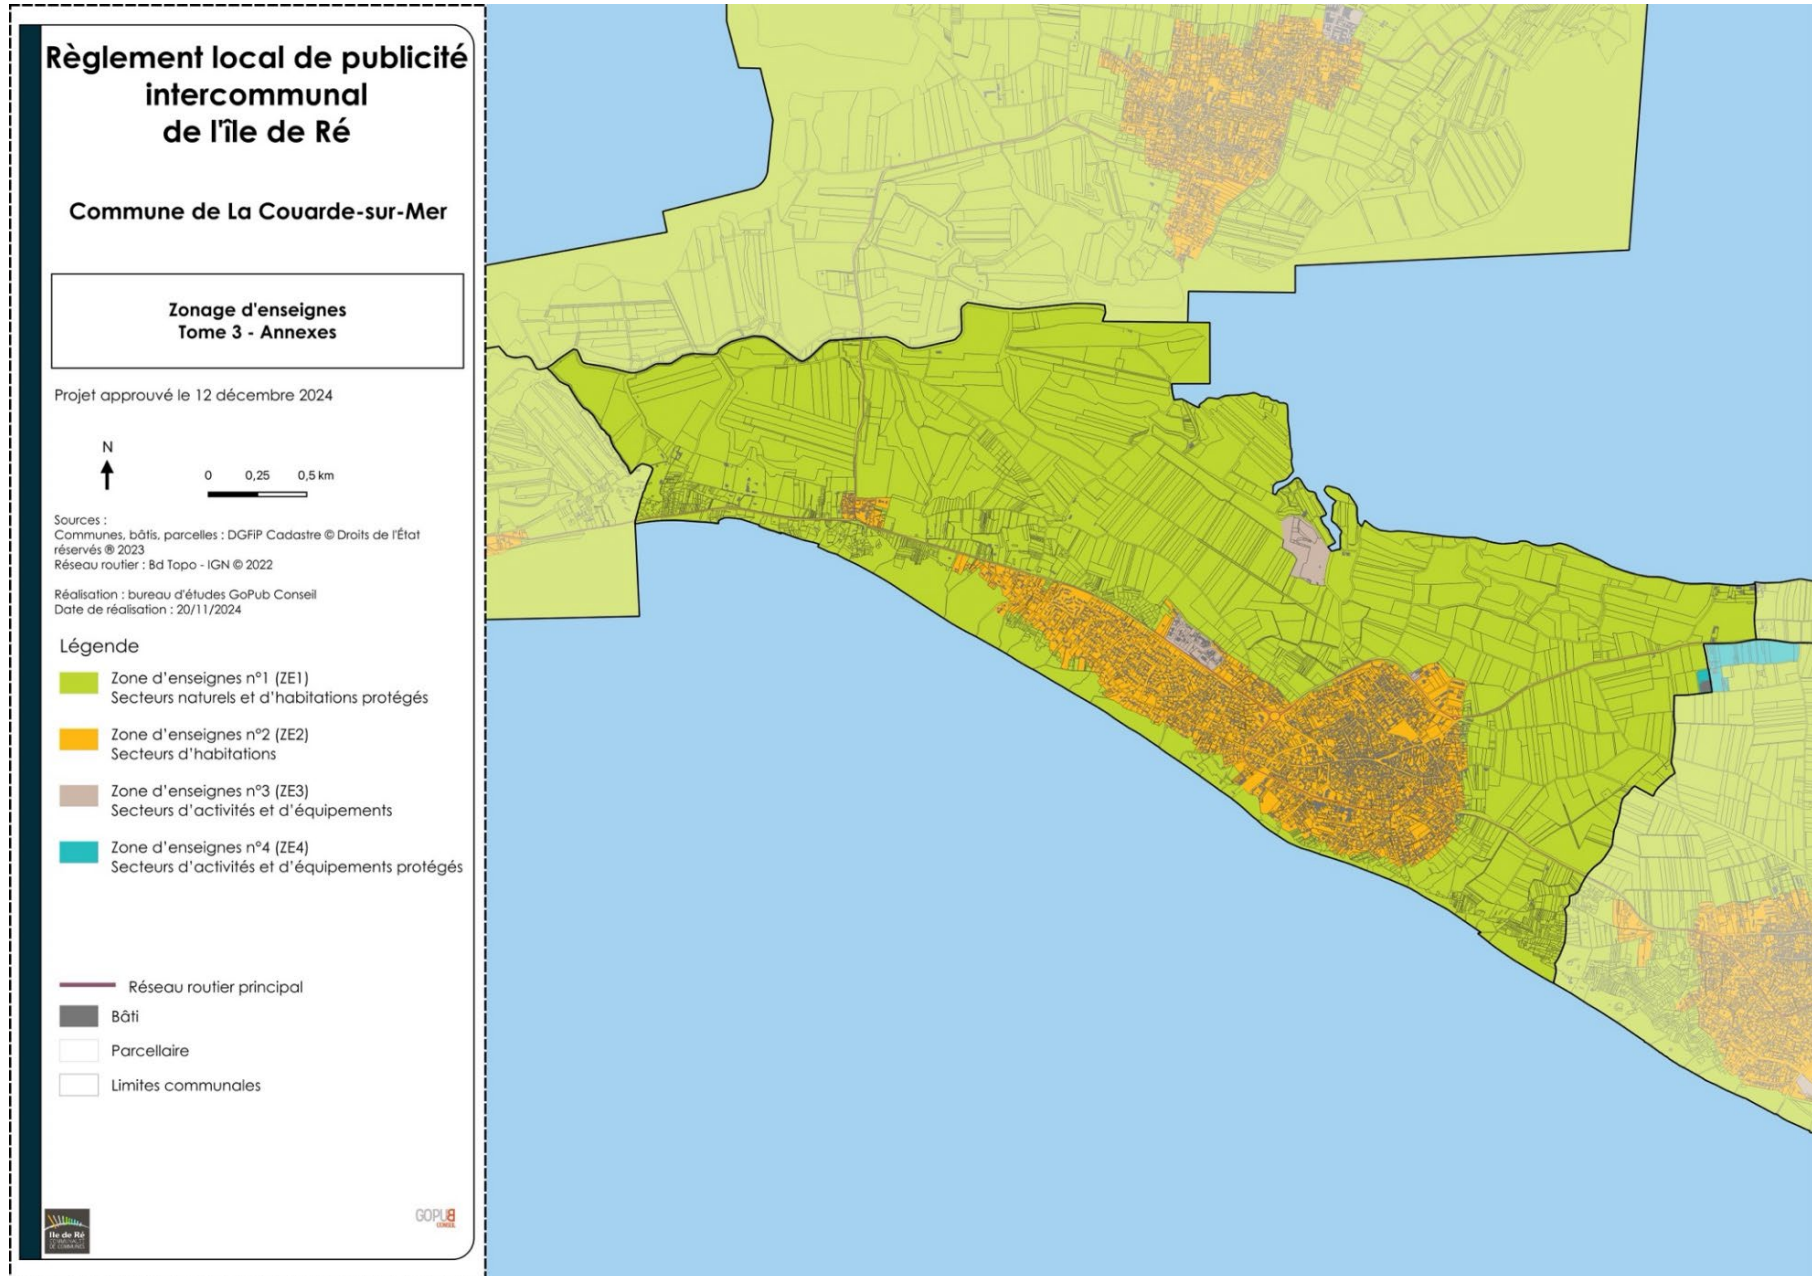 Règlement local de publicité
intercommunal
de l'île de Ré
Commune de La Couarde-sur-Mer
Zonage d'enseignes
Tome 3 - Annexes
Projet approuvé le 12 décembre 2024
N
0 0,25 0,5 km
Sources :
Communes, bâtis, parcelles : DGFiP Cadastre © Droits de l'État
réservés ® 2023
Réseau routier : Bd Topo - IGN © 2022
Réalisation : bureau d'études GoPub Conseil
Date de réalisation : 20/11/2024
Légende
Zone d'enseignes n°1 (ZE1)
Secteurs naturels et d'habitations protégés
Zone d'enseignes n°2 (ZE2)
Secteurs d'habitations
Zone d'enseignes n°3 (ZE3)
Secteurs d'activités et d'équipements
Zone d'enseignes n°4 (ZE4)
Secteurs d'activités et d'équipements protégés
Réseau routier principal
Bâti
Parcellaire
Limites communales
Ile de Ré
COMMUNAUTÉ
DE COMMUNES
GOPUB
CONSEIL